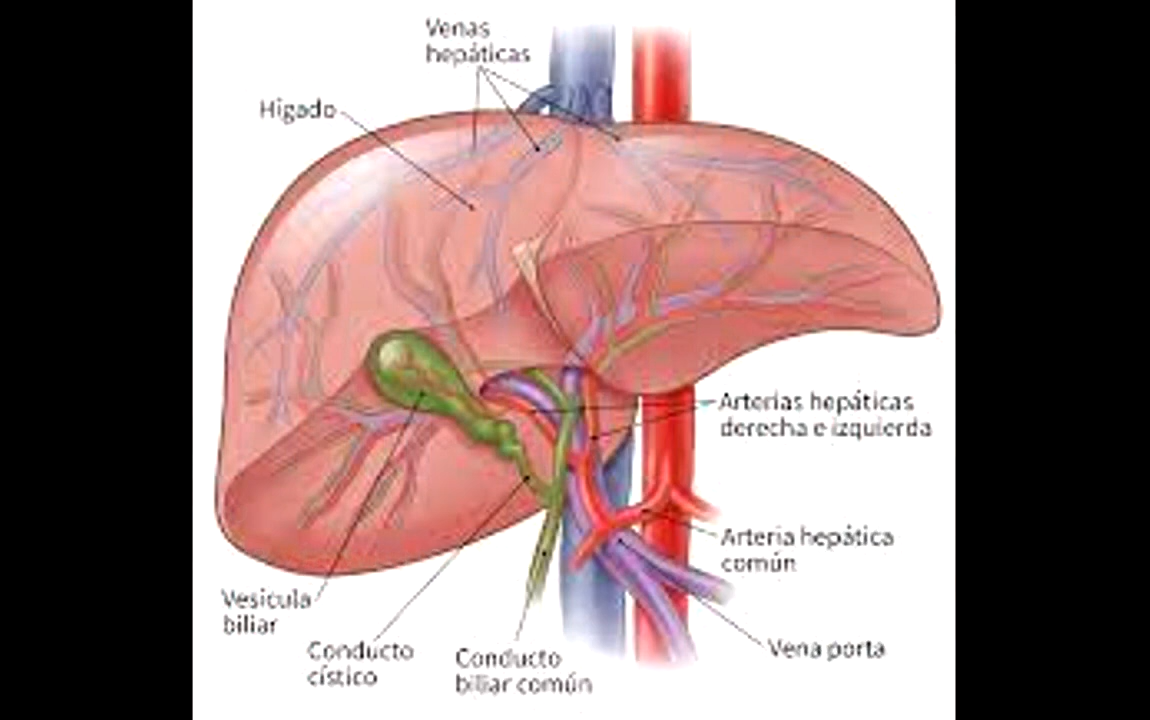 Venas
hepáticas
Hígado
Arterias hepáticas
derecha e izquierda
Arteria hepática
común
Vena porta
Vesícula
biliar
Conducto
cístico
Conducto
biliar común